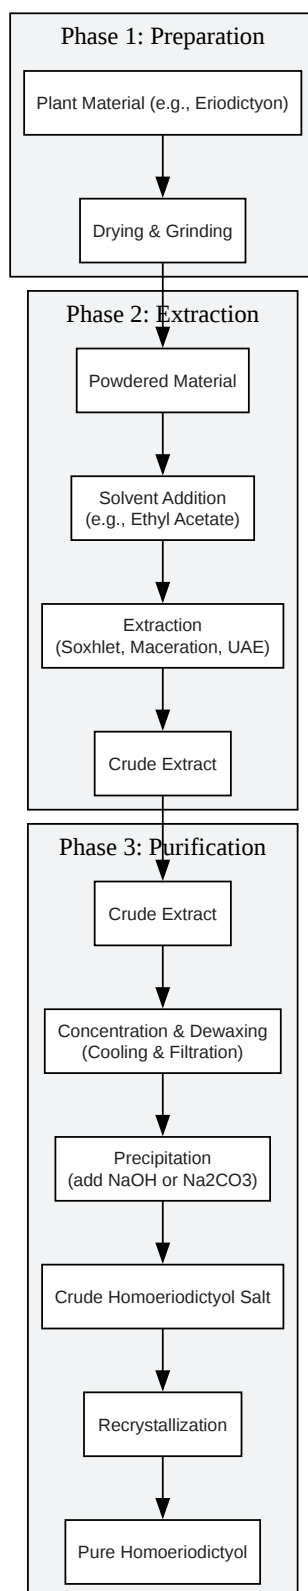 Phase 1: Preparation
Plant Material (e.g., Eriodictyon)
Drying & Grinding
Phase 2: Extraction
Powdered Material
Solvent Addition
(e.g., Ethyl Acetate)
Extraction
(Soxhlet, Maceration, UAE)
Crude Extract
Phase 3: Purification
Crude Extract
Concentration & Dewaxing
(Cooling & Filtration)
Precipitation
(add NaOH or Na2CO3)
Crude Homoeriodictyol Salt
Recrystallization
Pure Homoeriodictyol